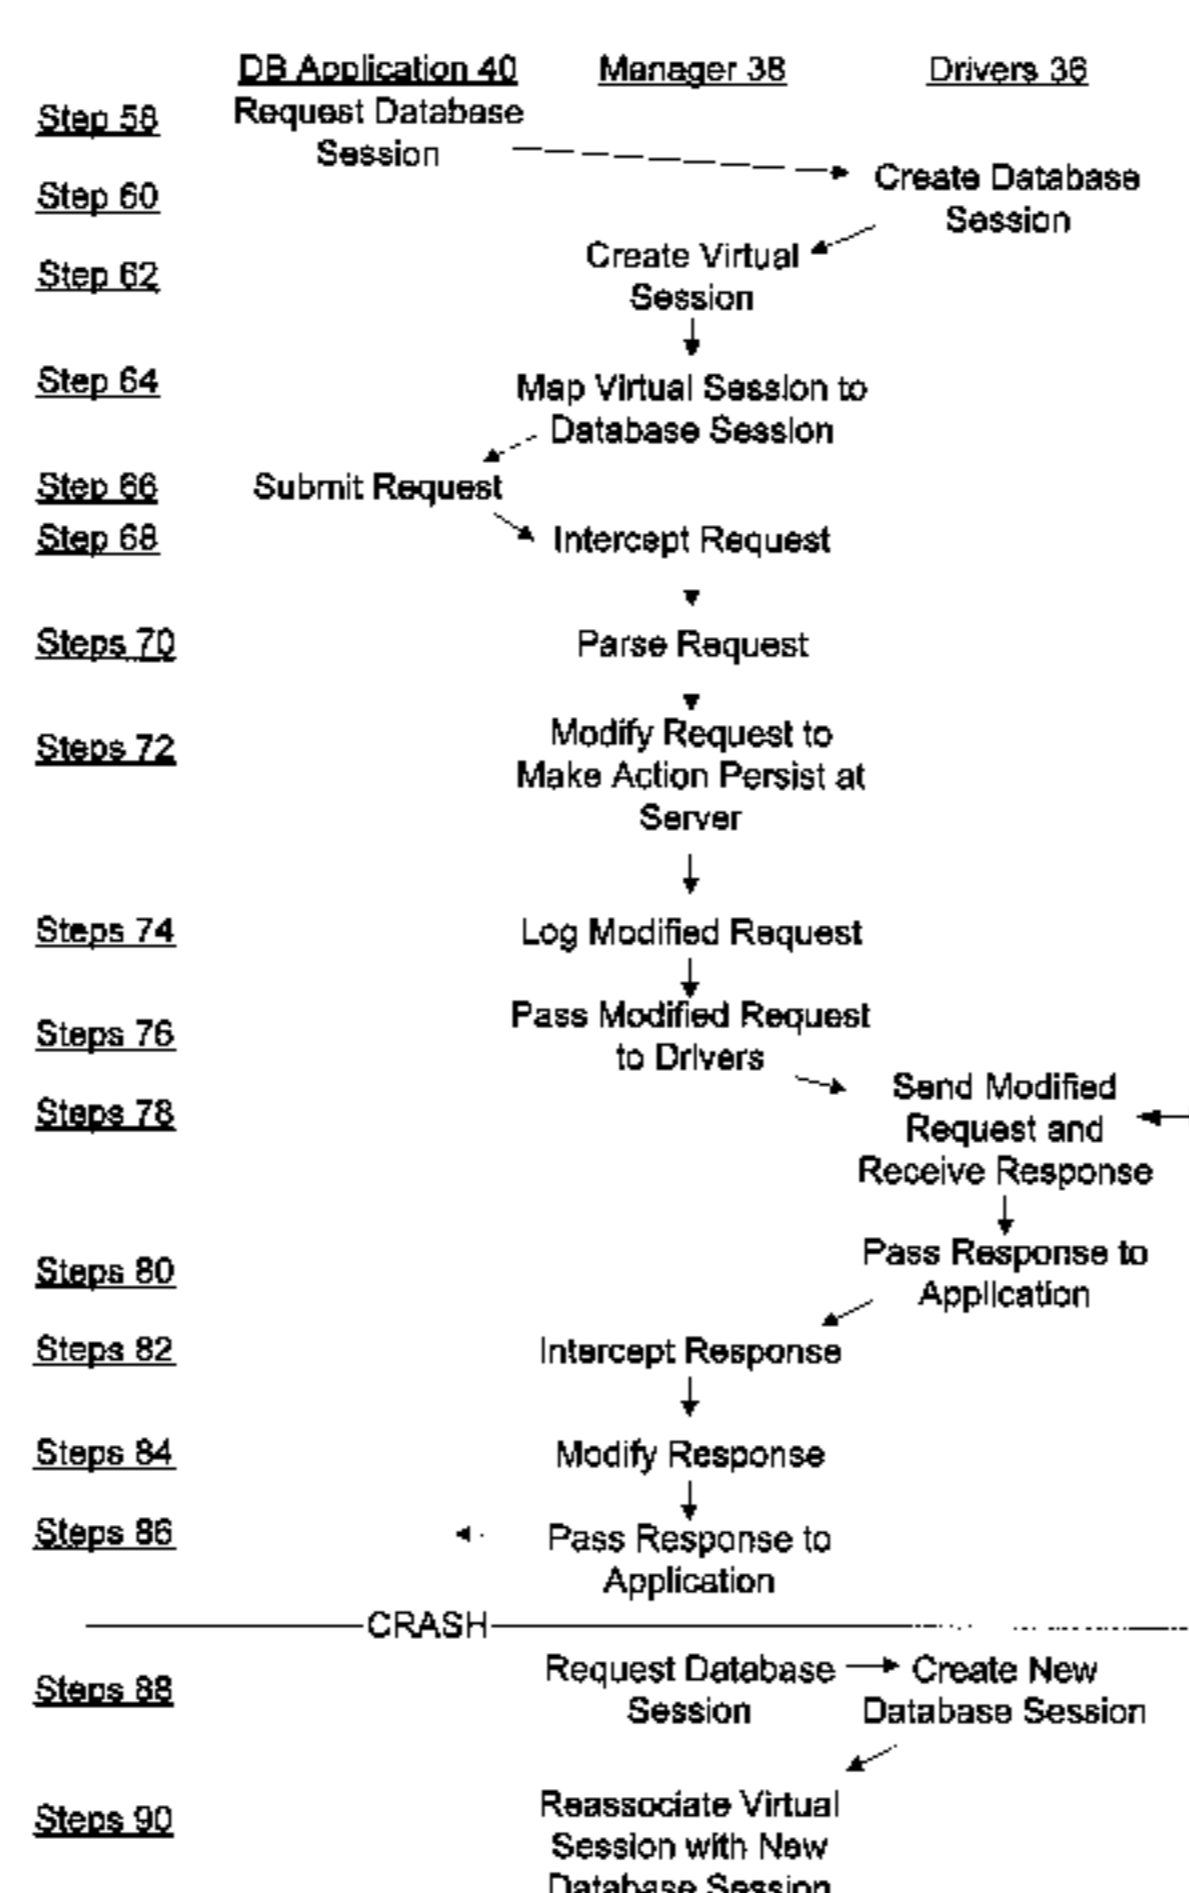 DB Application 40 Manager 38 Drivers 36
Step 58 Request Database
Session
Create Database
Step 60
Session
Create Virtual
Step 62
Session
Step 64 Map Virtual Session to
Database Session
Step 66 Submit Request
Step 68 Intercept Request
Steps 70 Parse Request
Modify Request to
Steps 72
Make Action Persist at
Server
Steps 74 Log Modified Request
Pass Modified Request
Steps 76
to Drivers
Send Modified
Steps 78
Request and
Receive Response
Pass Response to
Steps 80
Application
Steps 82 Intercept Response
Steps 84 Modify Response
Steps 86 Pass Response to
Application
CRASH
Request Database Create New
Steps 88
Session Database Session
Reassociate Virtual
Steps 90
Session with New
Database Session